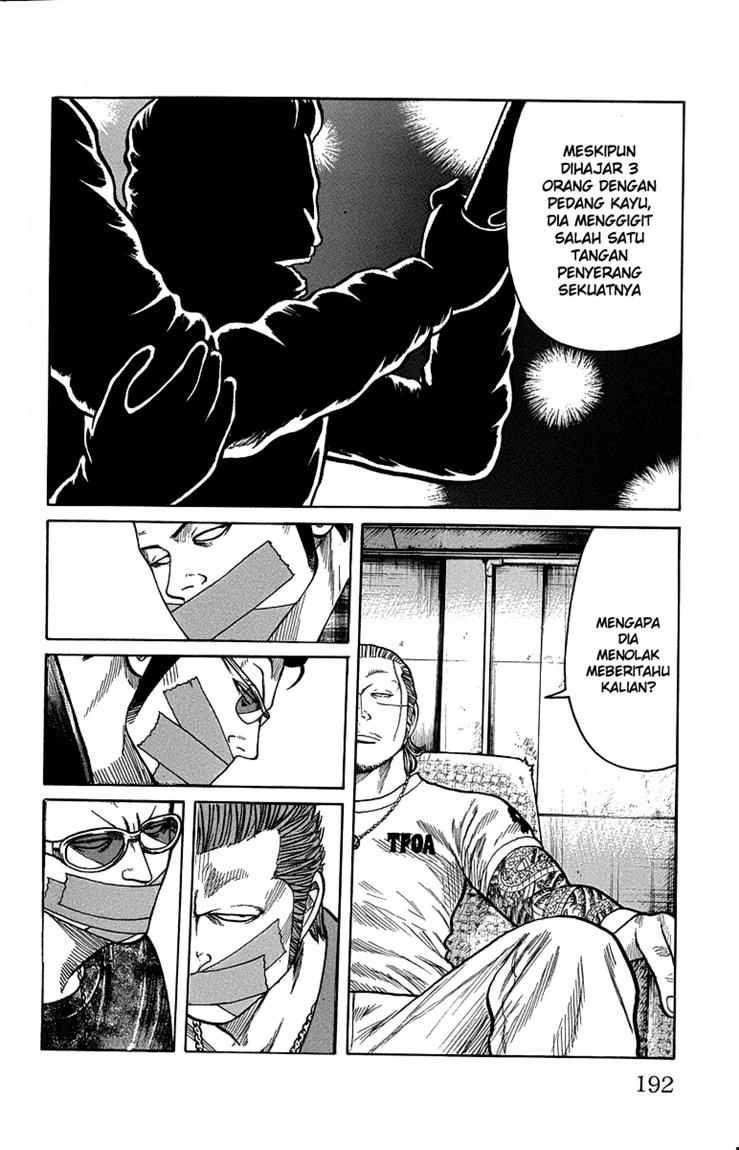 MESKIPUN
DIHAJAR 3
ORANG DENGAN
PEDANG KAYU,
DIA MENGGIGIT
SALAH SATU
TANGAN
PENYERANG
SEKUATNYA
MENGAPA
DIA
MENOLAK
MEBERITAHU
KALIAN?
TFOA
192